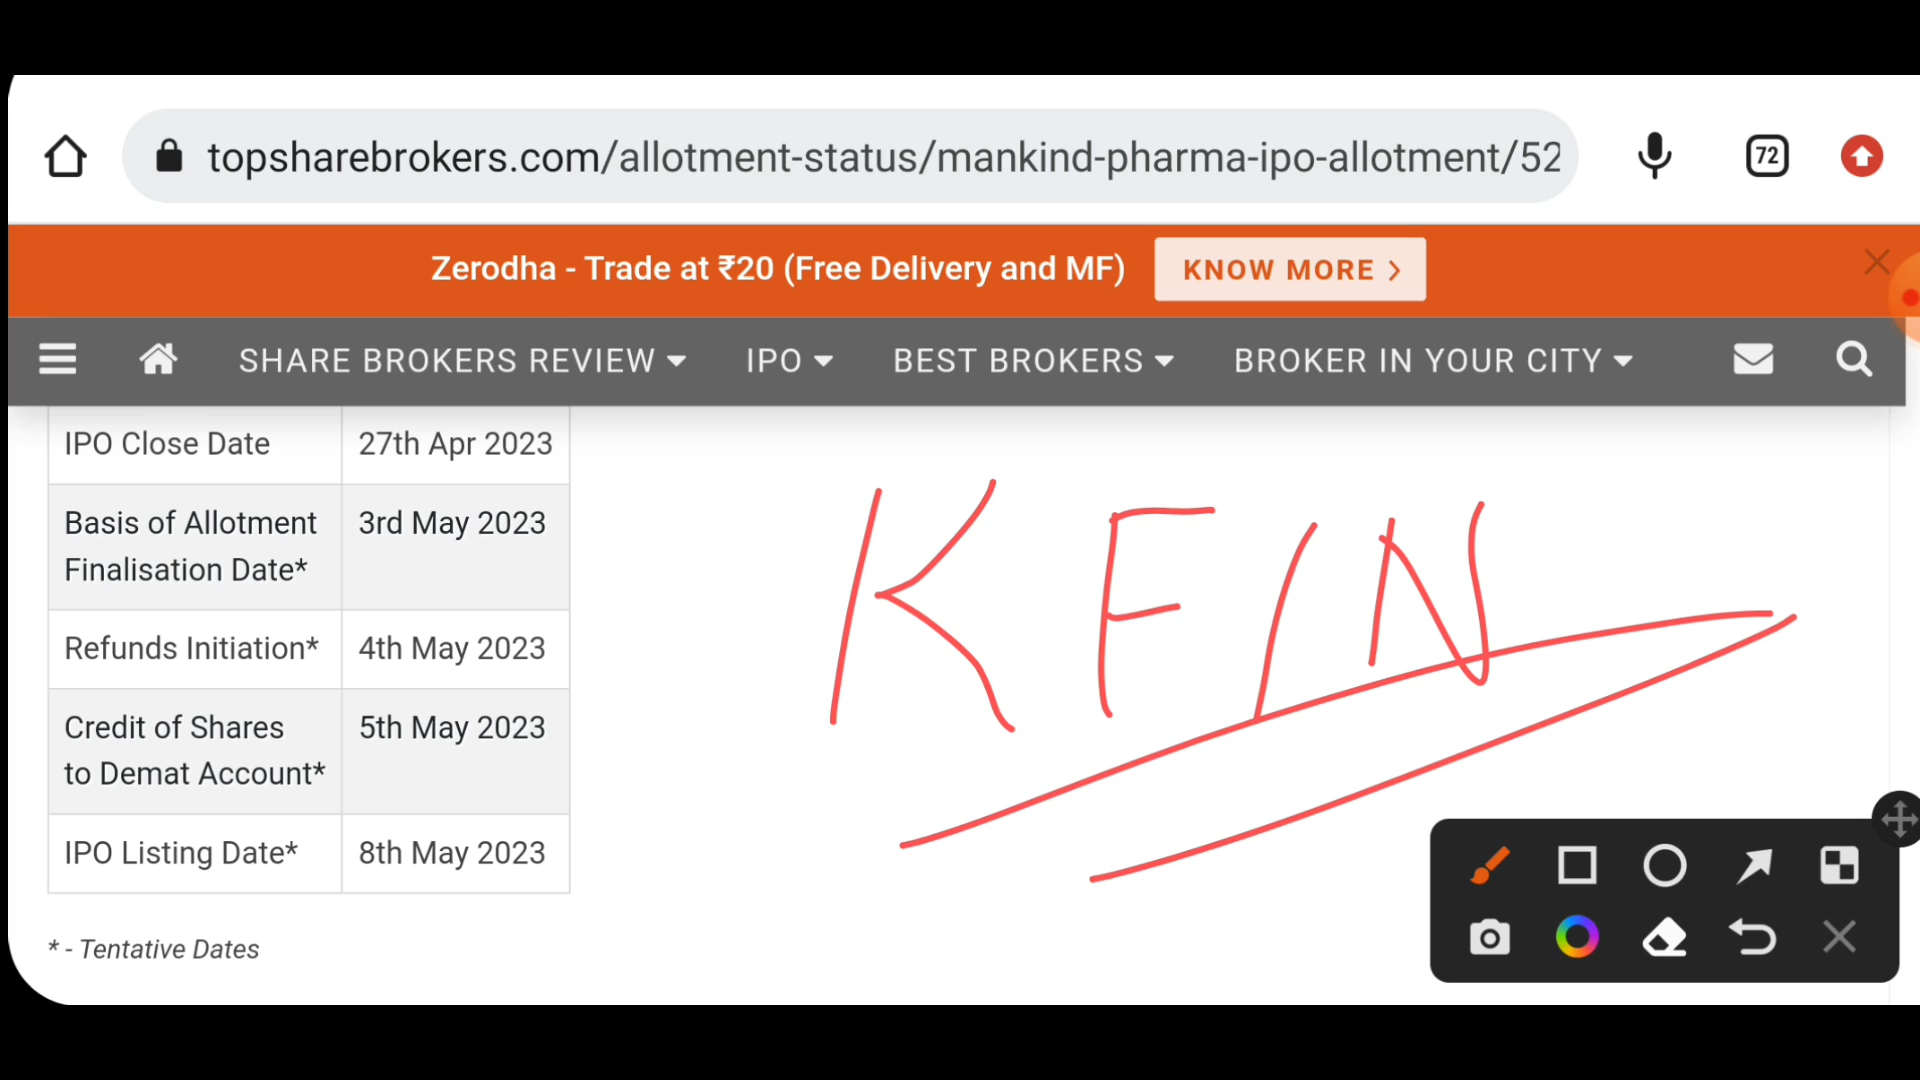 topsharebrokers.com/allotment-status/mankind-pharma-ipo-allotment/52
72
Zerodha - Trade at ₹20 (Free Delivery and MF)
KNOW MORE
SHARE BROKERS REVIEW IPO BEST BROKERS BROKER IN YOUR CITY
IPO Close Date 27th Apr 2023
Basis of Allotment 3rd May 2023
Finalisation Date*
Refunds Initiation* 4th May 2023
Credit of Shares 5th May 2023
to Demat Account*
IPO Listing Date* 8th May 2023
* - Tentative Dates
KFIN